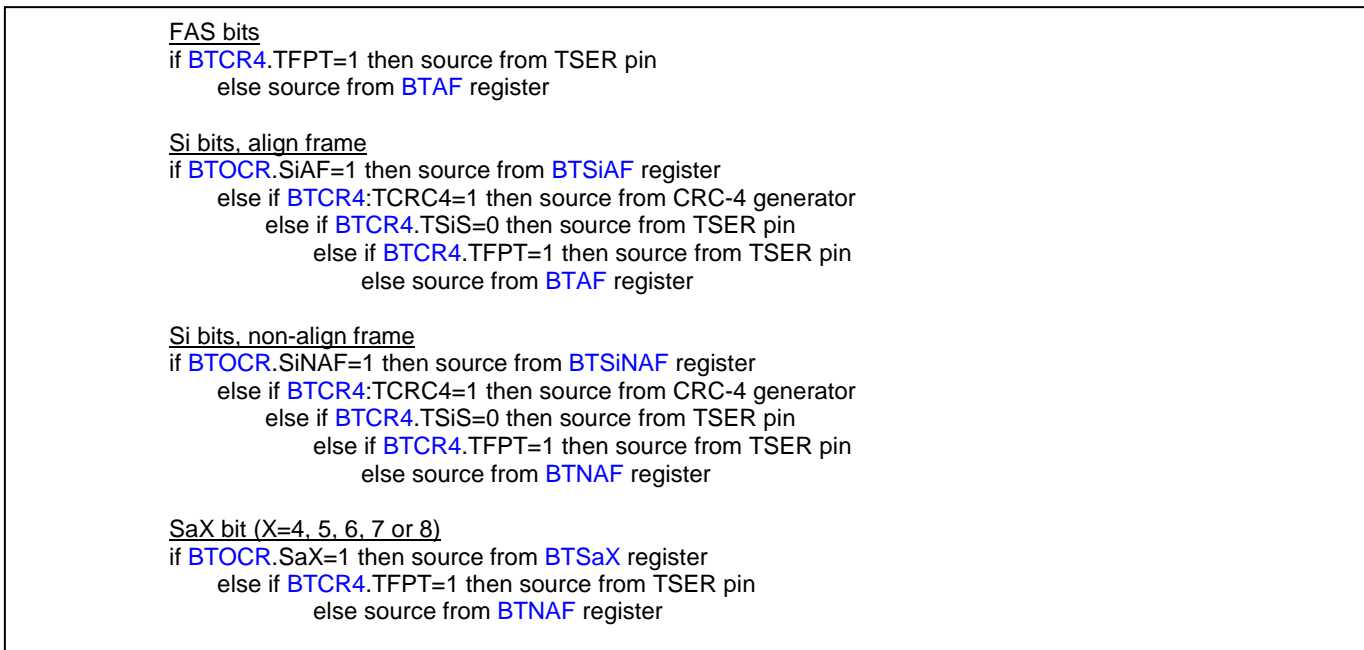 FAS bits
if BTCR4.TFPT=1 then source from TSER pin
else source from BTAF register
Si bits, align frame
if BTOCR.SiAF=1 then source from BTSiAF register
else if BTCR4:TCRC4=1 then source from CRC-4 generator
else if BTCR4.TSiS=0 then source from TSER pin
else if BTCR4.TFPT=1 then source from TSER pin
else source from BTAF register
Si bits, non-align frame
if BTOCR.SiNAF=1 then source from BTSiNAF register
else if BTCR4:TCRC4=1 then source from CRC-4 generator
else if BTCR4.TSiS=0 then source from TSER pin
else if BTCR4.TFPT=1 then source from TSER pin
else source from BTNAF register
SaX bit (X=4, 5, 6, 7 or 8)
if BTOCR.SaX=1 then source from BTSaX register
else if BTCR4.TFPT=1 then source from TSER pin
else source from BTNAF register